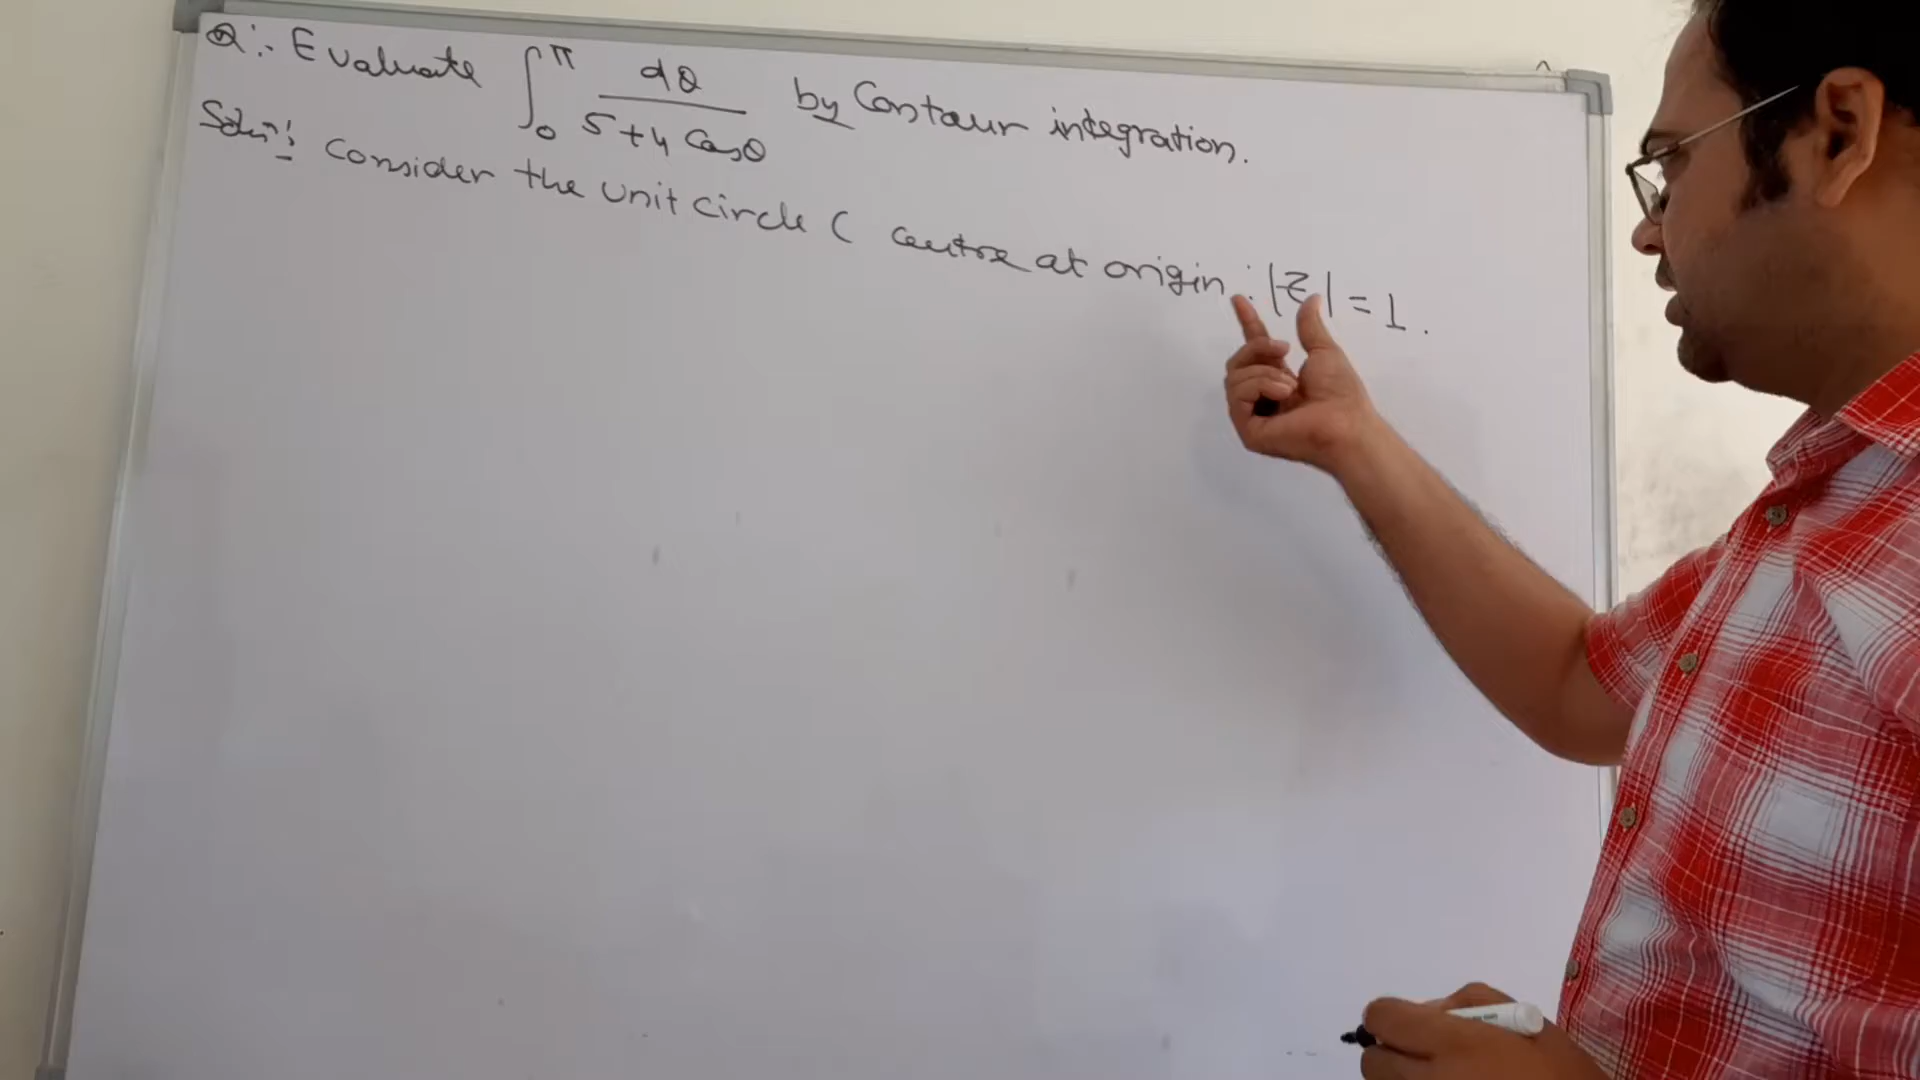 Q:- Evaluate ∫₀^π dθ / (5+4 Cosθ) by Contour integration.
Soln: Consider the unit circle C centre at origin : |z| = 1.